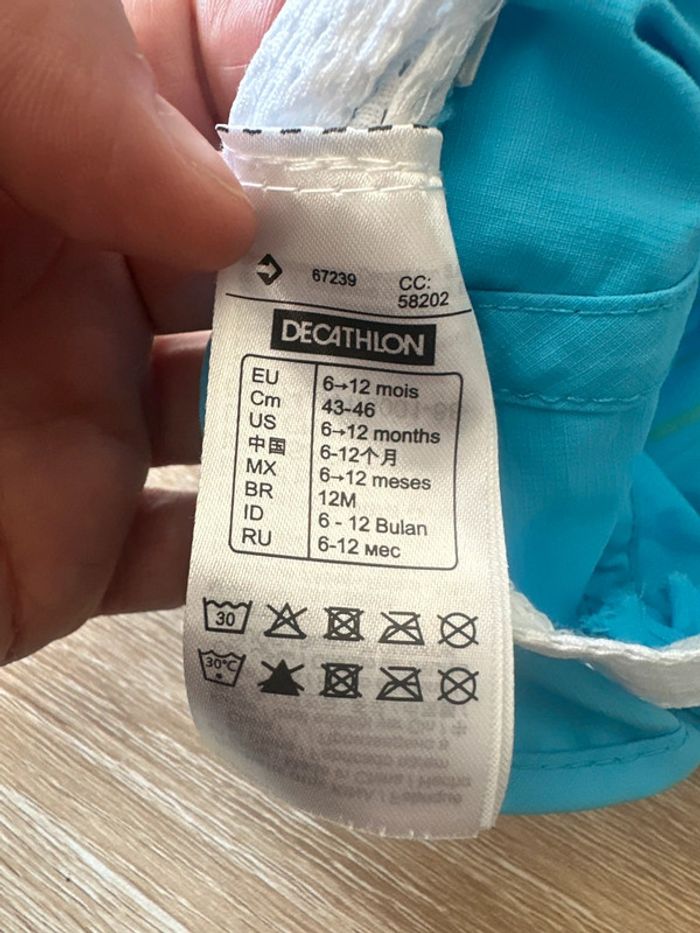 67239 CC:
58202
DECATHLON
EU 6→12 mois
Cm 43-46
US 6→12 months
中国 6-12个月
MX 6→12 meses
BR 12M
ID 6 - 12 Bulan
RU 6-12 мес
30
30°C